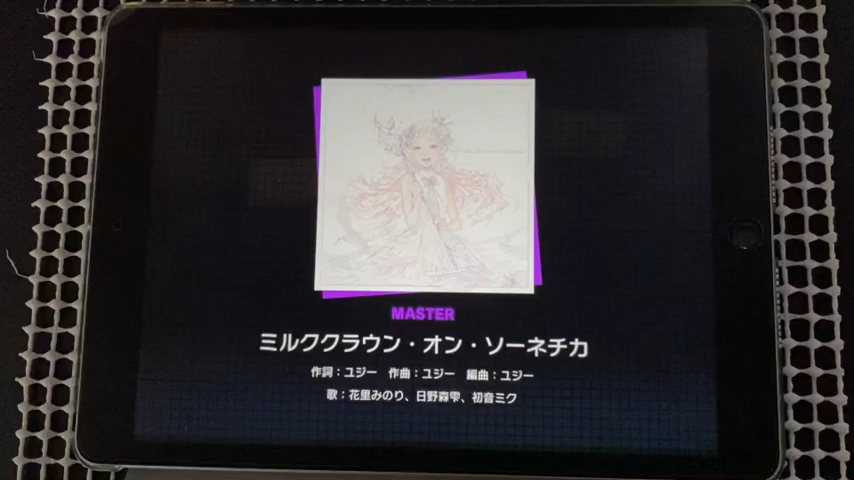 MASTER
ミルククラウン・オン・ソーネチカ
作詞：ユジー　作曲：ユジー　編曲：ユジー
歌：花里みのり、日野森雫、初音ミク